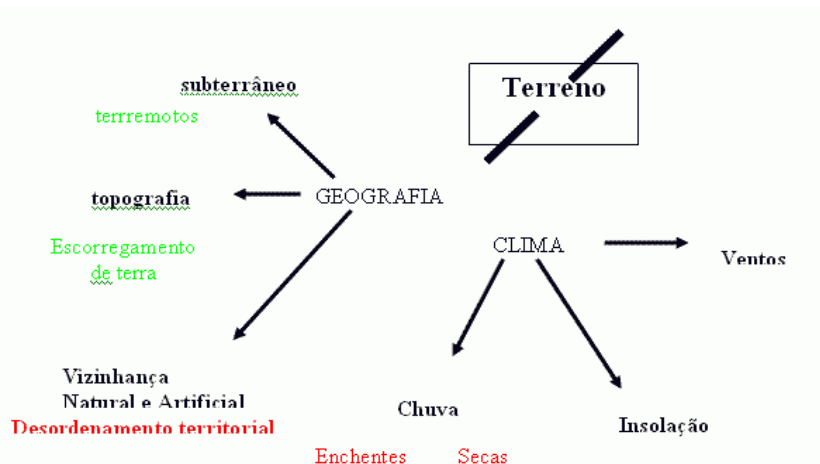 subterrâneo
terrremotos
Terreno
topografia
GEOGRAFIA
Escorregamento
de terra
CLIMA
Ventos
Vizinhança
Natural e Artificial
Desordenamento territorial
Chuva
Insolação
Enchentes Secas